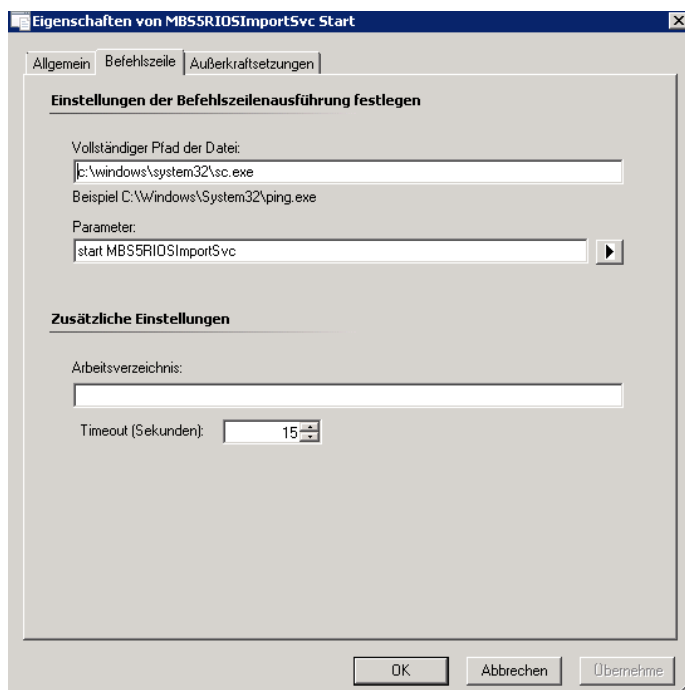 Eigenschaften von MBS5RIOSImportSvc Start
Allgemein
Befehlszeile
Außerkraftsetzungen
Einstellungen der Befehlszeilenausführung festlegen
Vollständiger Pfad der Datei:
c:\windows\system32\sc.exe
Beispiel C:\Windows\System32\ping.exe
Parameter:
start MBS5RIOSImportSvc
Zusätzliche Einstellungen
Arbeitsverzeichnis:
Timeout (Sekunden):
15
OK
Abbrechen
Übernehme